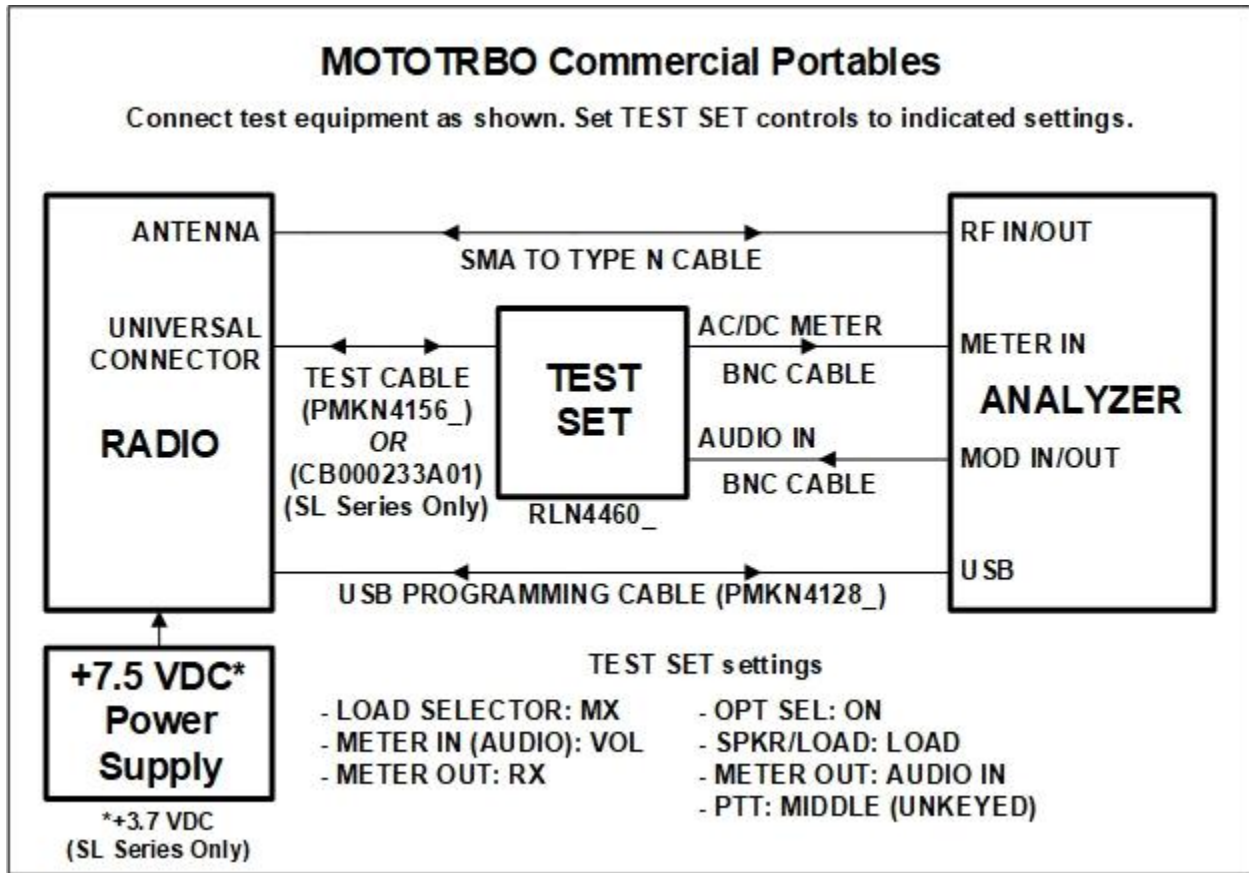 MOTOTRBO Commercial Portables
Connect test equipment as shown. Set TEST SET controls to indicated settings.
ANTENNA
SMA TO TYPE N CABLE
RF IN/OUT
UNIVERSAL
CONNECTOR
RADIO
TEST CABLE
(PMKN4156_)
OR
(CB000233A01)
(SL Series Only)
TEST
SET
RLN4460_
AC/DC METER
BNC CABLE
METER IN
ANALYZER
AUDIO IN
BNC CABLE
MOD IN/OUT
USB PROGRAMMING CABLE (PMKN4128_)
USB
+7.5 VDC*
Power
Supply
*+3.7 VDC
(SL Series Only)
TEST SET settings
- LOAD SELECTOR: MX
- METER IN (AUDIO): VOL
- METER OUT: RX
- OPT SEL: ON
- SPKR/LOAD: LOAD
- METER OUT: AUDIO IN
- PTT: MIDDLE (UNKEYED)